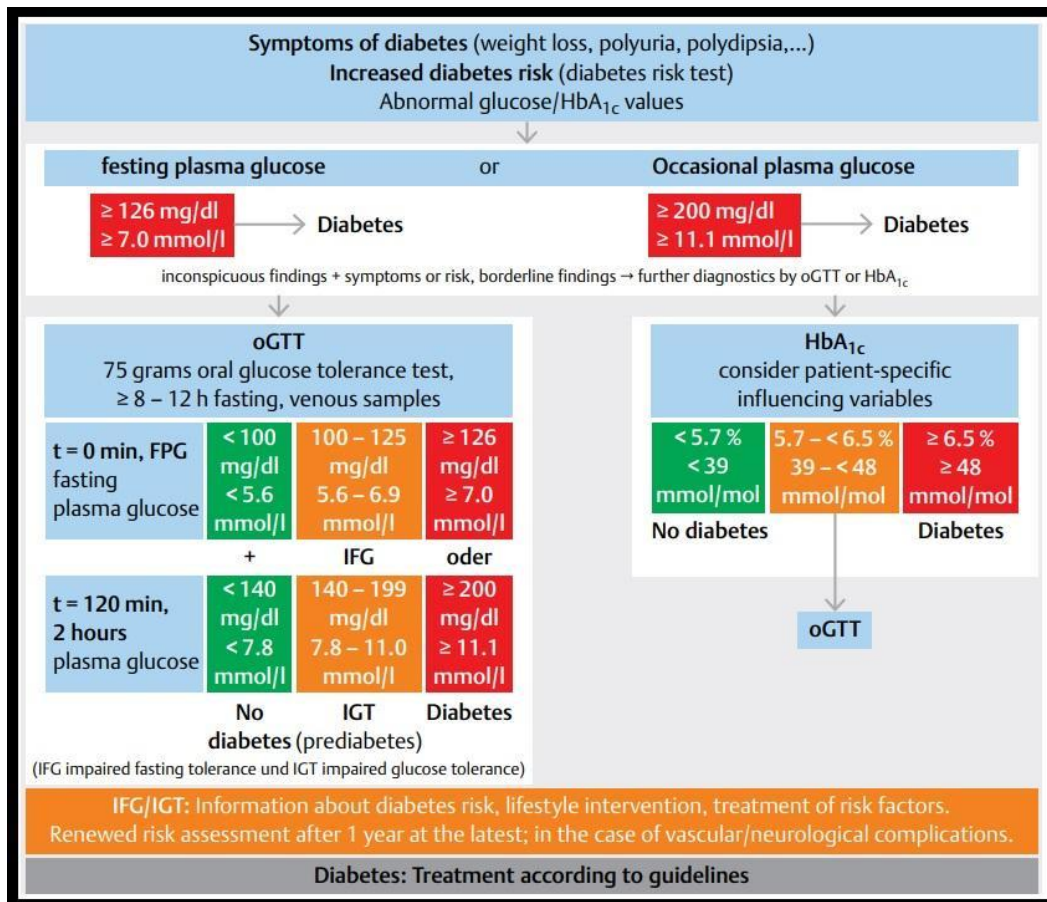 Symptoms of diabetes (weight loss, polyuria, polydipsia,...)
Increased diabetes risk (diabetes risk test)
Abnormal glucose/HbA1c values
festing plasma glucose or Occasional plasma glucose
≥ 126 mg/dl
≥ 7.0 mmol/l
Diabetes
≥ 200 mg/dl
≥ 11.1 mmol/l
Diabetes
inconspicuous findings + symptoms or risk, borderline findings → further diagnostics by oGTT or HbA1c
oGTT
75 grams oral glucose tolerance test,
≥ 8 – 12 h fasting, venous samples
t = 0 min, FPG
fasting
plasma glucose
< 100
mg/dl
< 5.6
mmol/l
100 – 125
mg/dl
5.6 – 6.9
mmol/l
≥ 126
mg/dl
≥ 7.0
mmol/l
+ IFG oder
t = 120 min,
2 hours
plasma glucose
< 140
mg/dl
< 7.8
mmol/l
140 – 199
mg/dl
7.8 – 11.0
mmol/l
≥ 200
mg/dl
≥ 11.1
mmol/l
No IGT Diabetes
diabetes (prediabetes)
(IFG impaired fasting tolerance und IGT impaired glucose tolerance)
HbA1c
consider patient-specific
influencing variables
< 5.7 %
< 39
mmol/mol
5.7 – < 6.5 %
39 – < 48
mmol/mol
≥ 6.5 %
≥ 48
mmol/mol
No diabetes Diabetes
oGTT
IFG/IGT: Information about diabetes risk, lifestyle intervention, treatment of risk factors.
Renewed risk assessment after 1 year at the latest; in the case of vascular/neurological complications.
Diabetes: Treatment according to guidelines